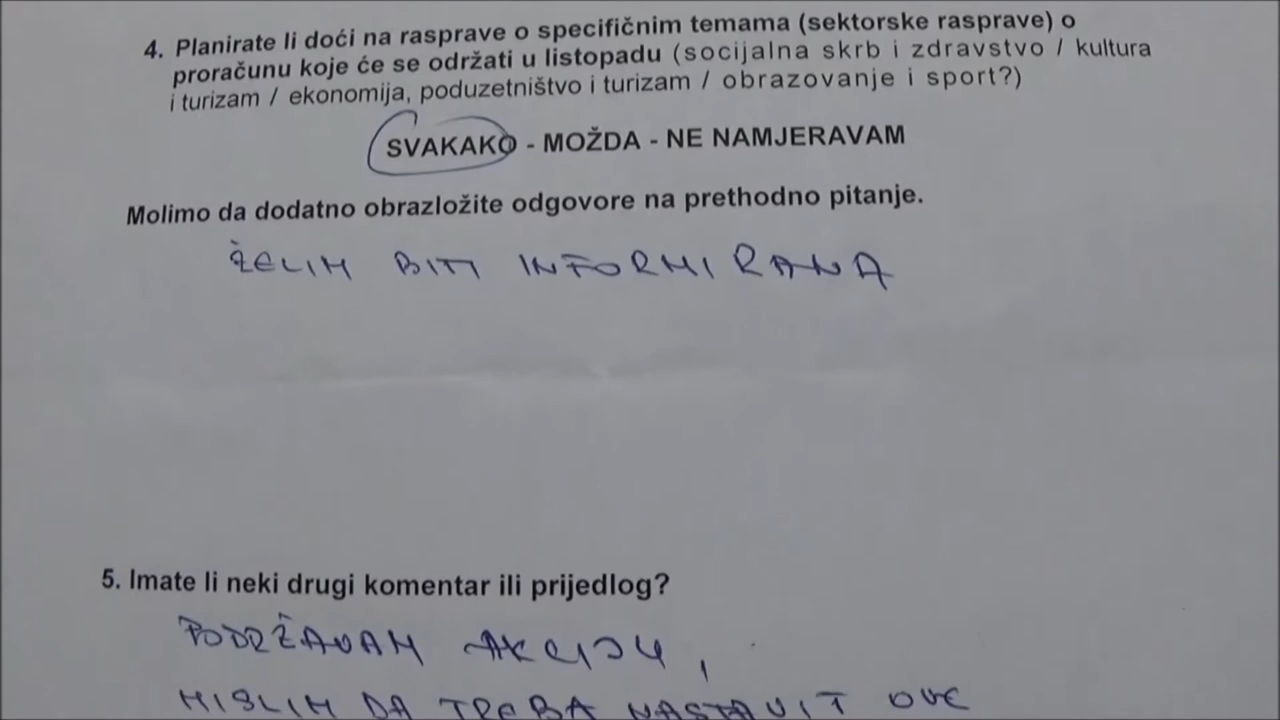 4. Planirate li doći na rasprave o specifičnim temama (sektorske rasprave) o
proračunu koje će se održati u listopadu (socijalna skrb i zdravstvo / kultura
i turizam / ekonomija, poduzetništvo i turizam / obrazovanje i sport?)
SVAKAKO - MOŽDA - NE NAMJERAVAM
Molimo da dodatno obrazložite odgovore na prethodno pitanje.
ŽELIM BITI INFORMIRANA
5. Imate li neki drugi komentar ili prijedlog?
PODRŽAVAM AKCIJU,
MISLIM DA TREBA NASTAVIT OVE